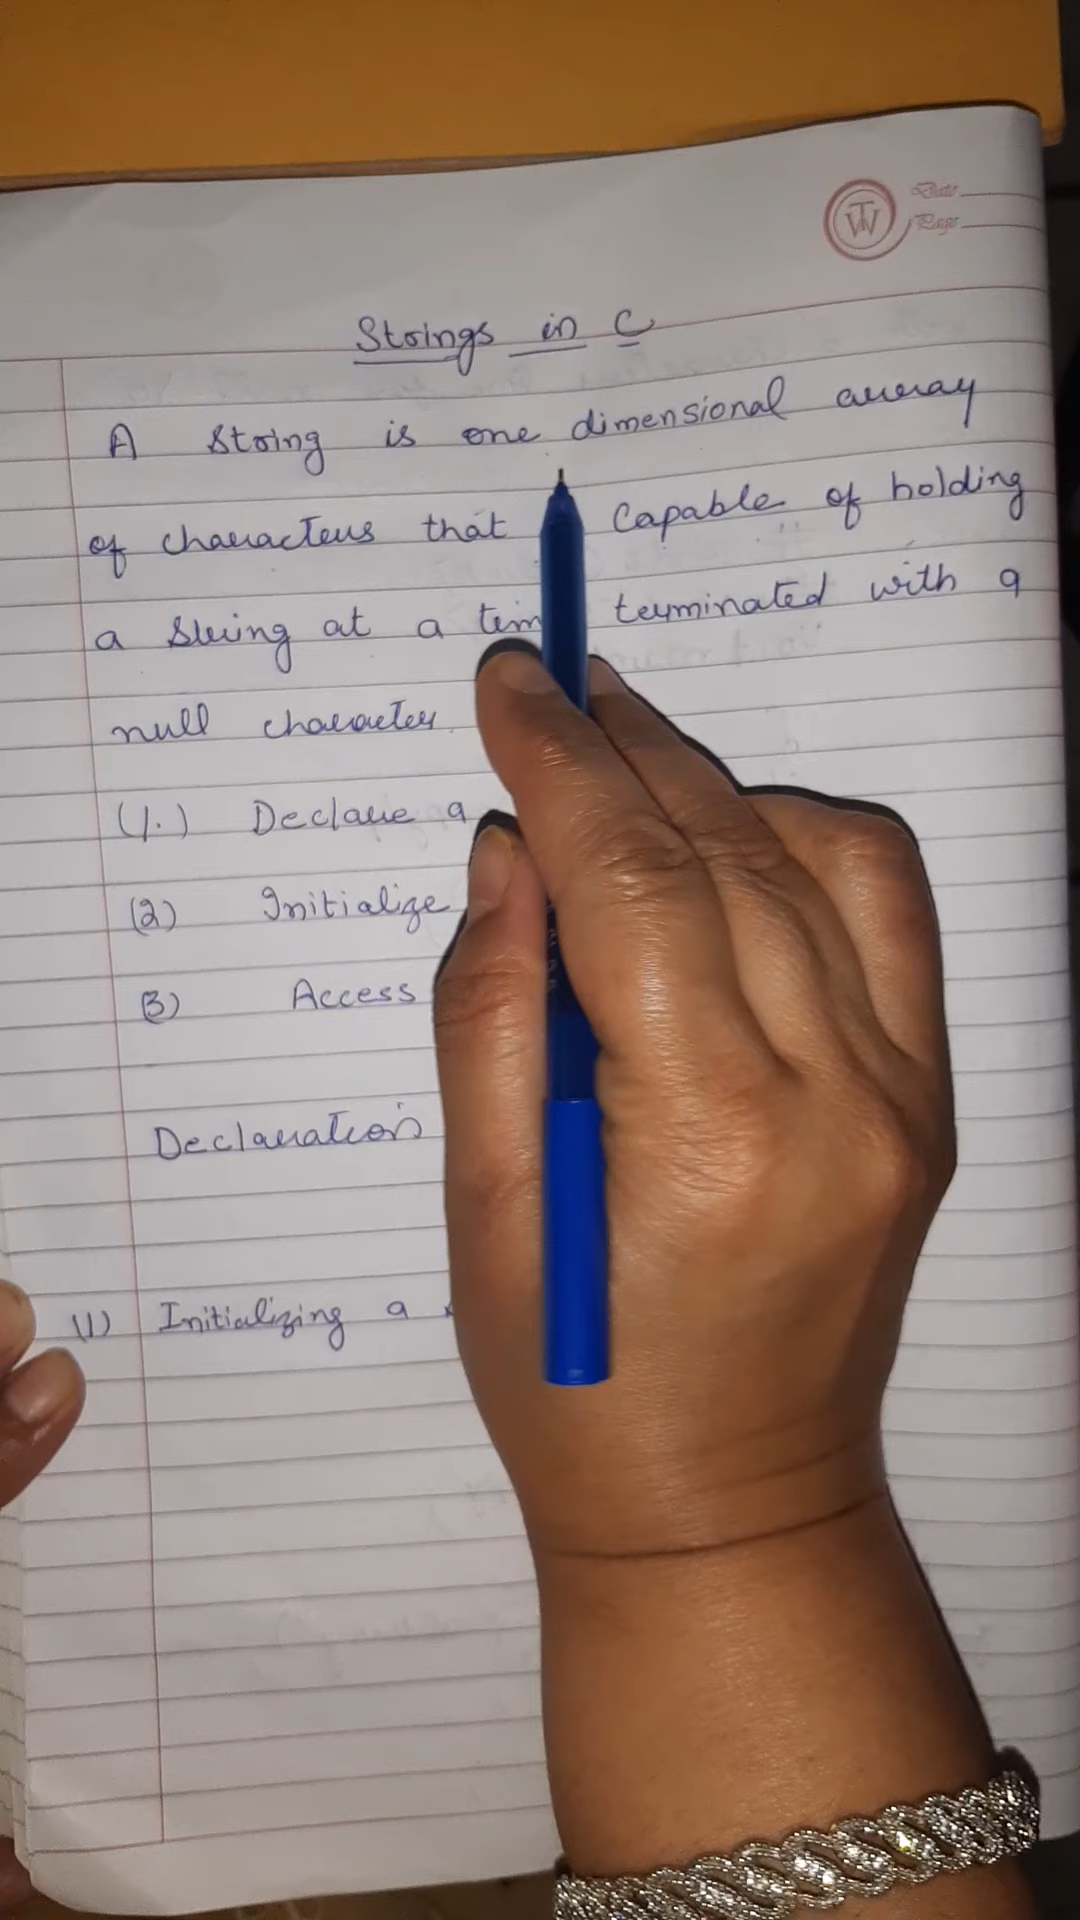 Date
Page
Strings in C
A string is one dimensional array
of characters that capable of holding
a string at a tim terminated with a
null character.
(1.) Declare a
(2) Initialize
(3) Access
Declaration
(1) Initializing a